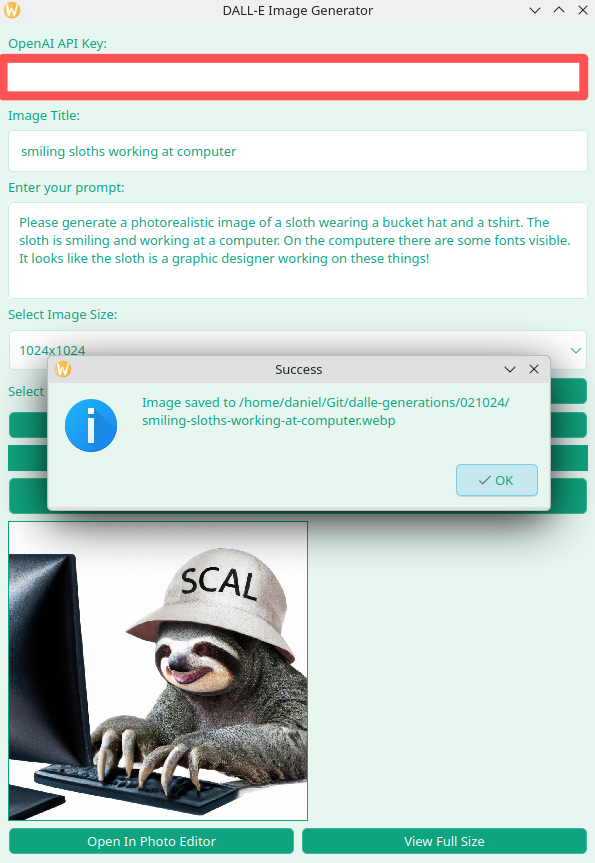 DALL-E Image Generator
OpenAI API Key:
Image Title:
smiling sloths working at computer
Enter your prompt:
Please generate a photorealistic image of a sloth wearing a bucket hat and a tshirt. The
sloth is smiling and working at a computer. On the computere there are some fonts visible.
It looks like the sloth is a graphic designer working on these things!
Select Image Size:
1024x1024
Success
Select
Image saved to /home/daniel/Git/dalle-generations/021024/
smiling-sloths-working-at-computer.webp
OK
SCAL
Open In Photo Editor
View Full Size